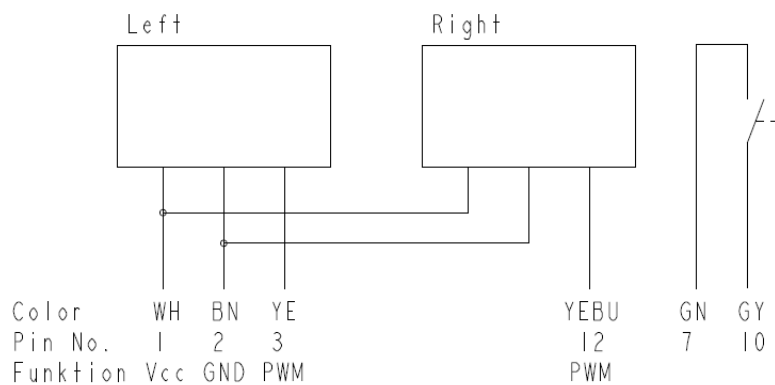 Left Right
Color WH BN YE YEBU GN GY
Pin No. 1 2 3 12 7 10
Funktion Vcc GND PWM PWM